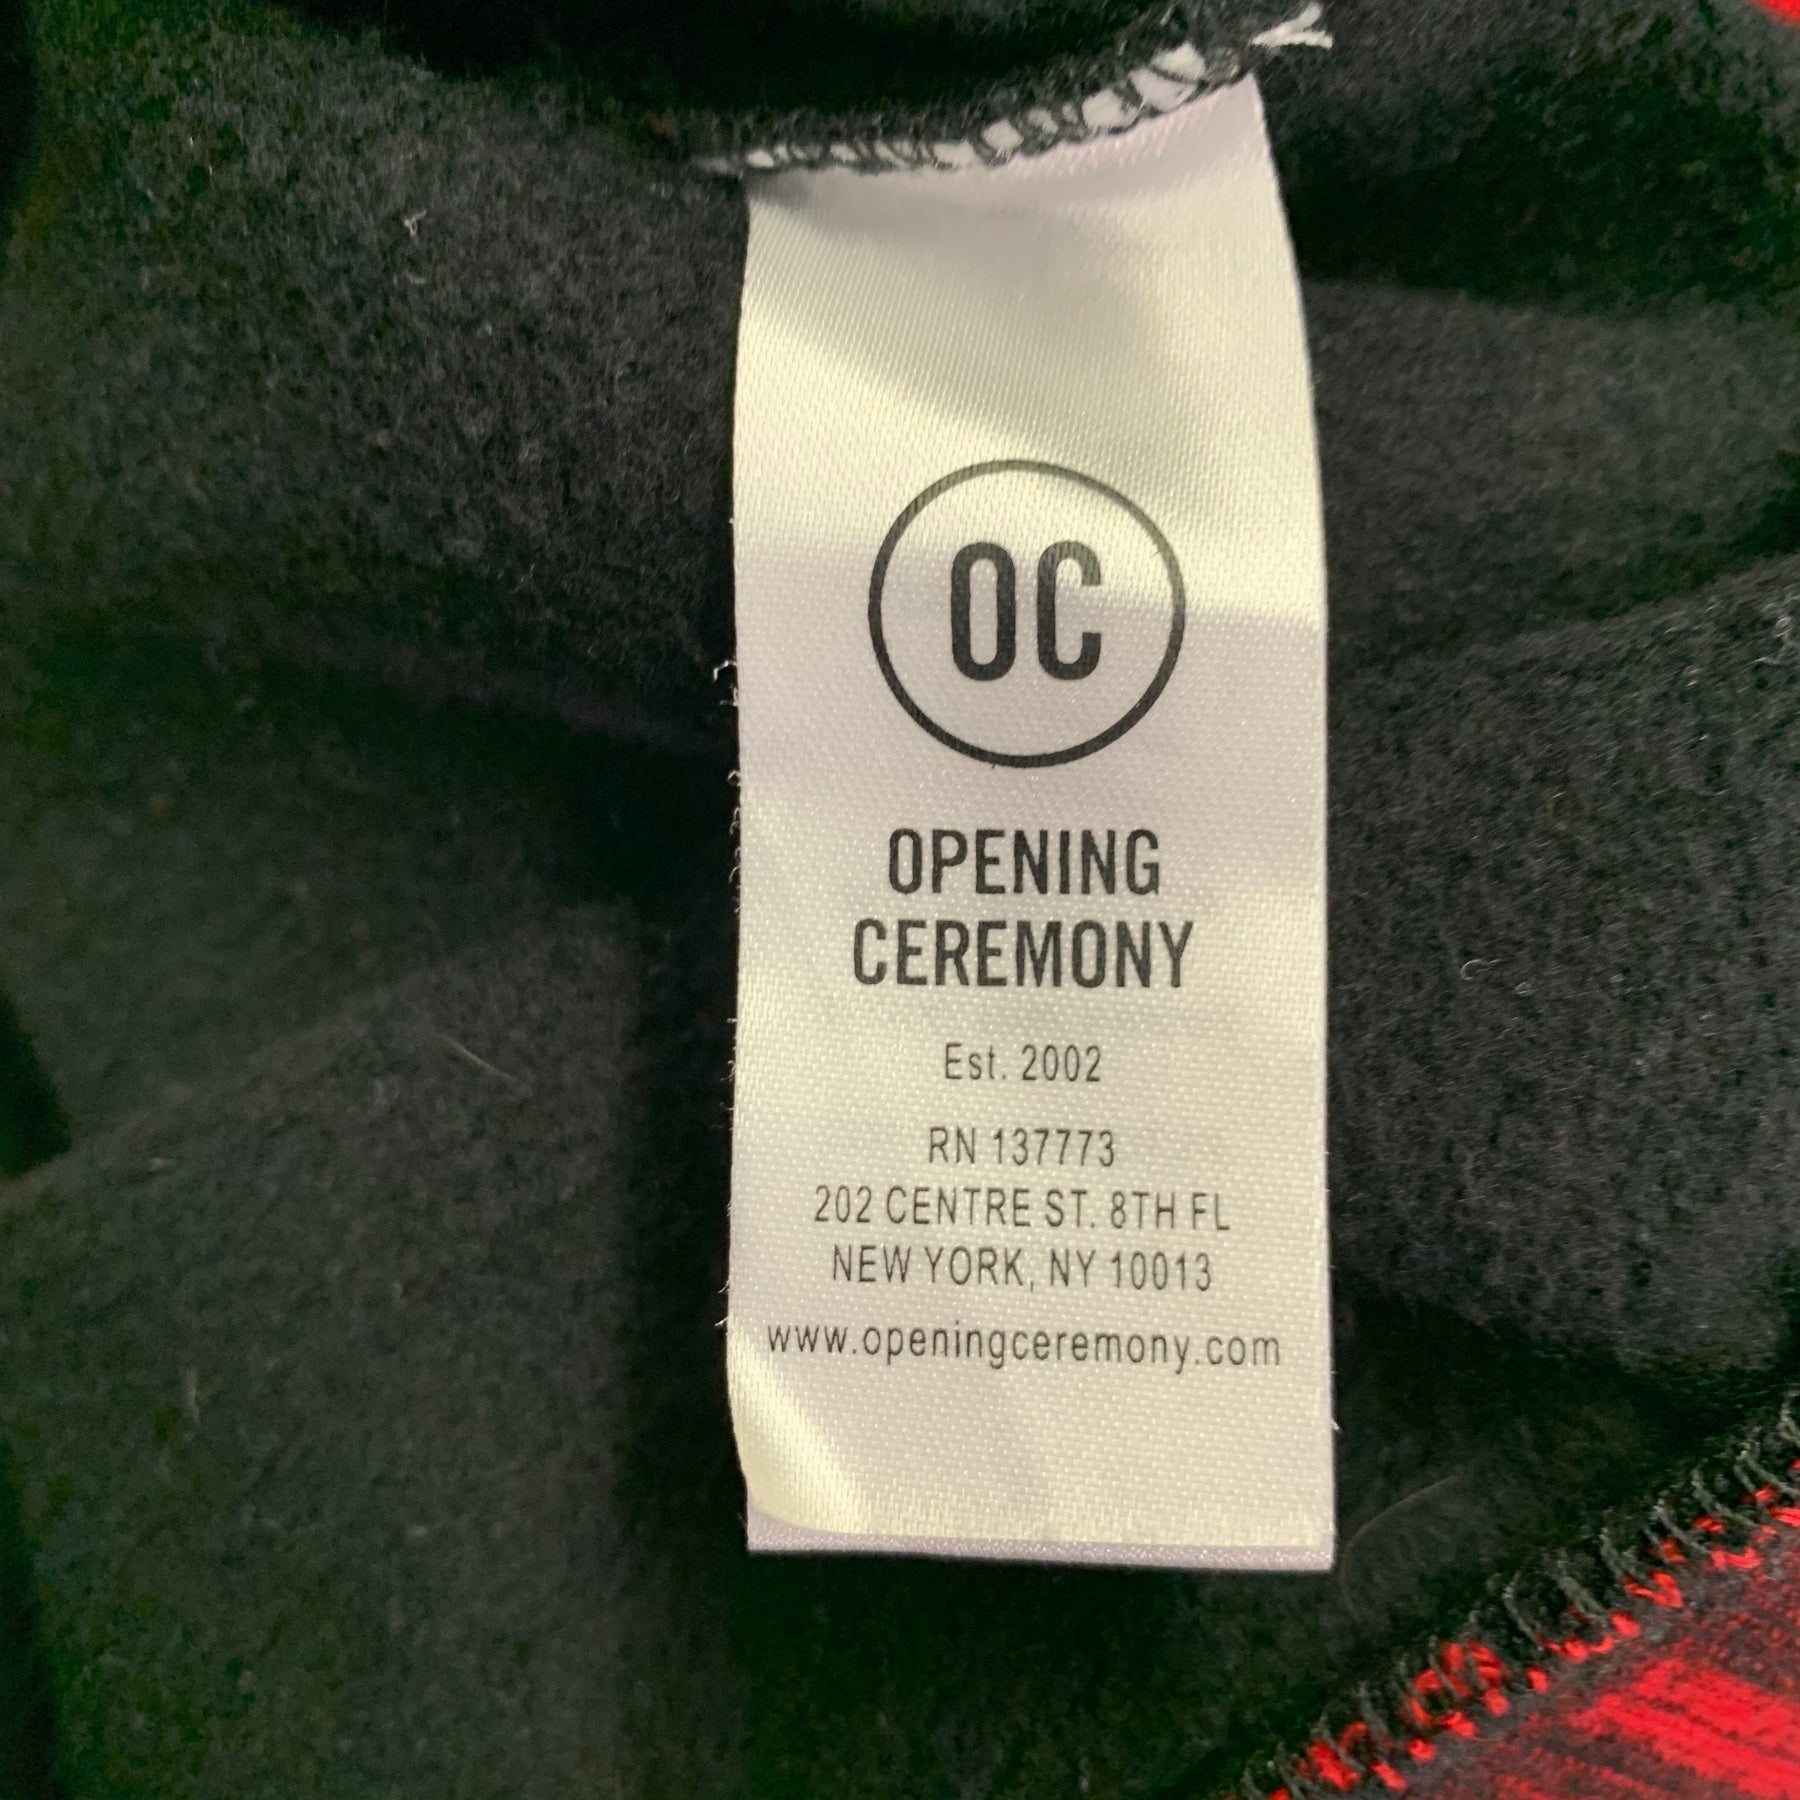 OC
OPENING
CEREMONY
Est. 2002
RN 137773
202 CENTRE ST. 8TH FL
NEW YORK, NY 10013
www.openingceremony.com